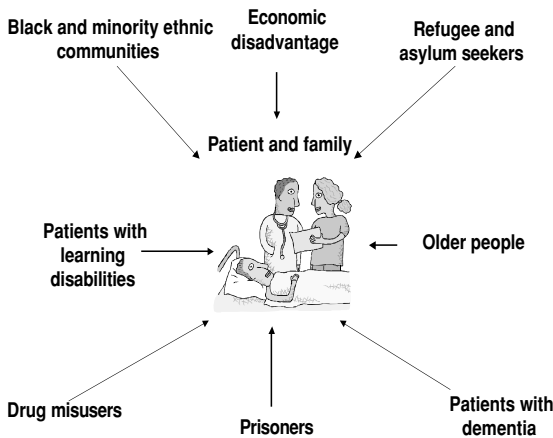 Black and minority ethnic
communities
Economic
disadvantage
Refugee and
asylum seekers
Patient and family
Patients with
learning
disabilities
Older people
Drug misusers
Prisoners
Patients with
dementia